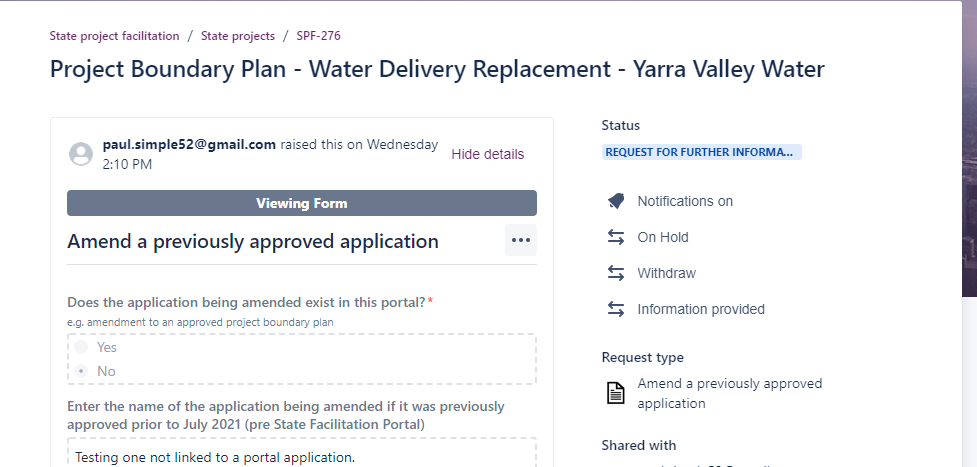 State project facilitation / State projects / SPF-276
Project Boundary Plan - Water Delivery Replacement - Yarra Valley Water
paul.simple52@gmail.com raised this on Wednesday
2:10 PM
Hide details
Viewing Form
Amend a previously approved application
Does the application being amended exist in this portal?*
e.g. amendment to an approved project boundary plan
Yes
No
Enter the name of the application being amended if it was previously
approved prior to July 2021 (pre State Facilitation Portal)
Testing one not linked to a portal application.
Status
REQUEST FOR FURTHER INFORMA...
Notifications on
On Hold
Withdraw
Information provided
Request type
Amend a previously approved
application
Shared with